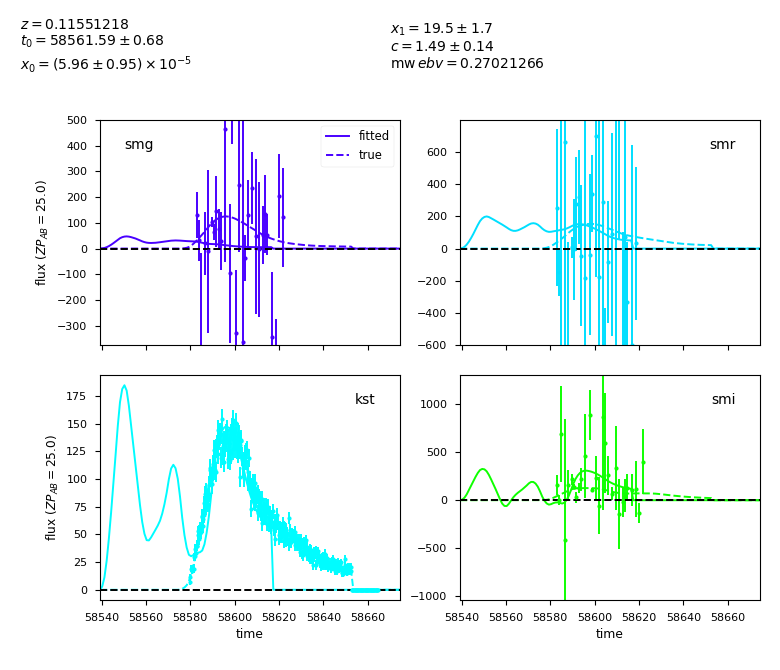 z = 0.11551218
t₀ = 58561.59 ± 0.68
x₀ = (5.96 ± 0.95) × 10⁻⁵
x₁ = 19.5 ± 1.7
c = 1.49 ± 0.14
mw ebv = 0.27021266
smg
fitted
true
500
400
300
200
100
0
−100
−200
−300
flux (ZP_AB = 25.0)
smr
600
400
200
0
−200
−400
−600
kst
175
150
125
100
75
50
25
0
flux (ZP_AB = 25.0)
58540 58560 58580 58600 58620 58640 58660
time
smi
1000
500
0
−500
−1000
58540 58560 58580 58600 58620 58640 58660
time